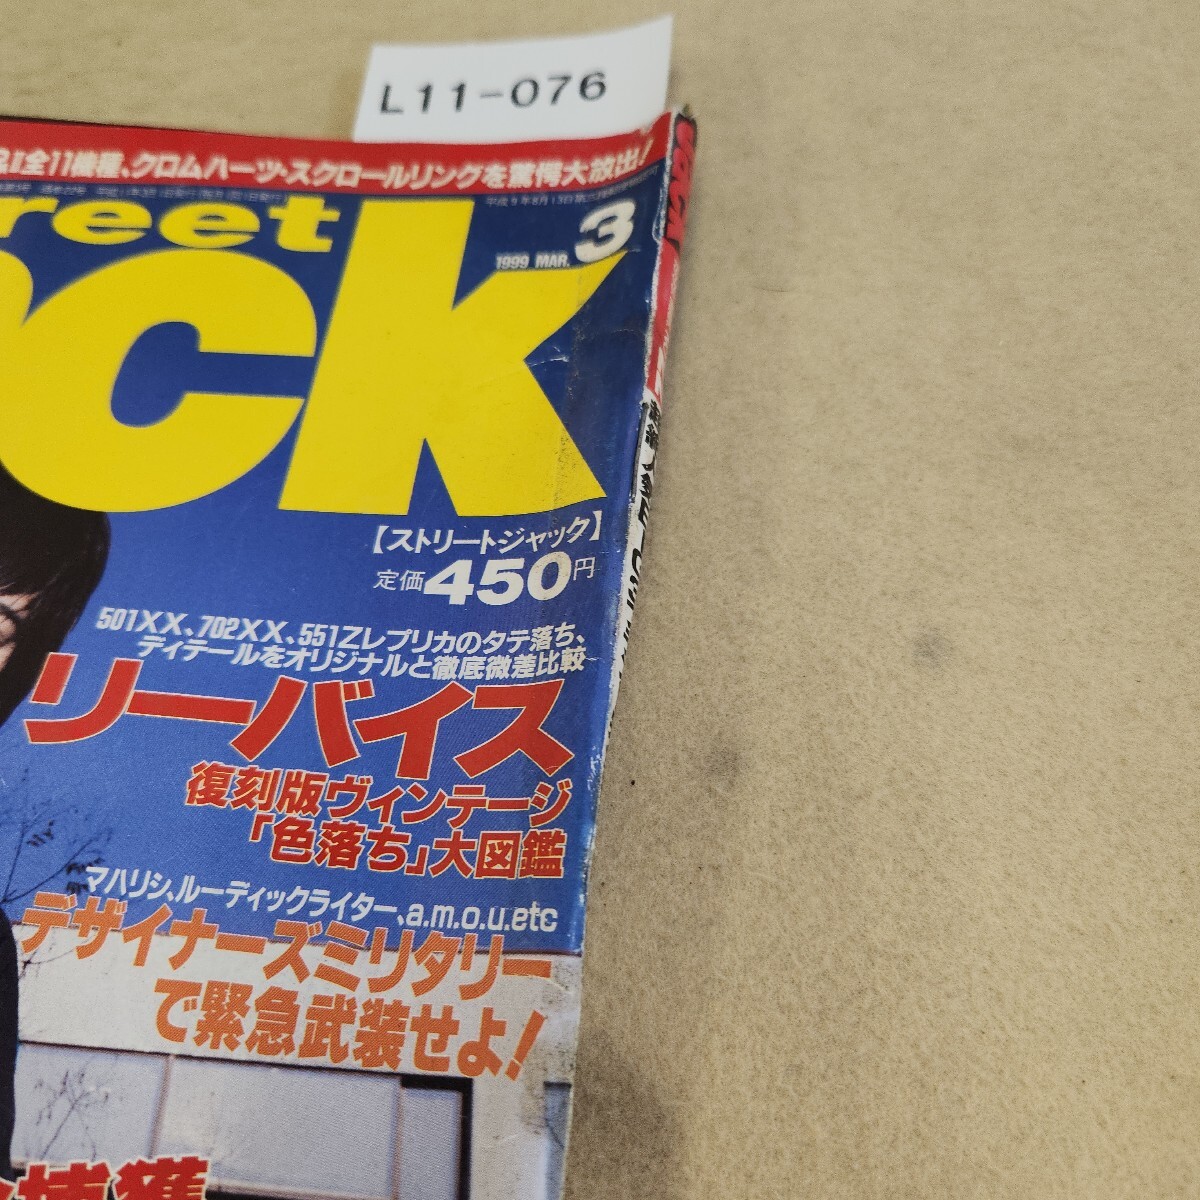 L11-076
全11機種、クロムハーツ・スクロールリングを驚愕大放出!
reet
ck
1999 MAR. 3
【ストリートジャック】
定価450円
501XX、702XX、551Zレプリカのタテ落ち、
ディテールをオリジナルと徹底微差比較
リーバイス
復刻版ヴィンテージ
「色落ち」大図鑑
マハリシ、ルーディックライター、a.m.o.u.etc
デザイナーズミリタリー
で緊急武装せよ!
捕獲